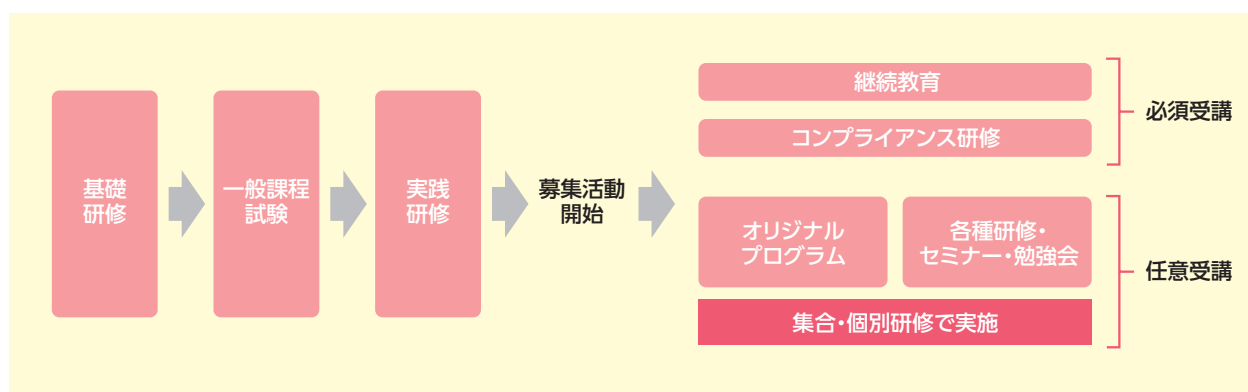 基礎
研修
一般課程
試験
実践
研修
募集活動
開始
継続教育
コンプライアンス研修
必須受講
オリジナル
プログラム
各種研修・
セミナー・勉強会
集合・個別研修で実施
任意受講